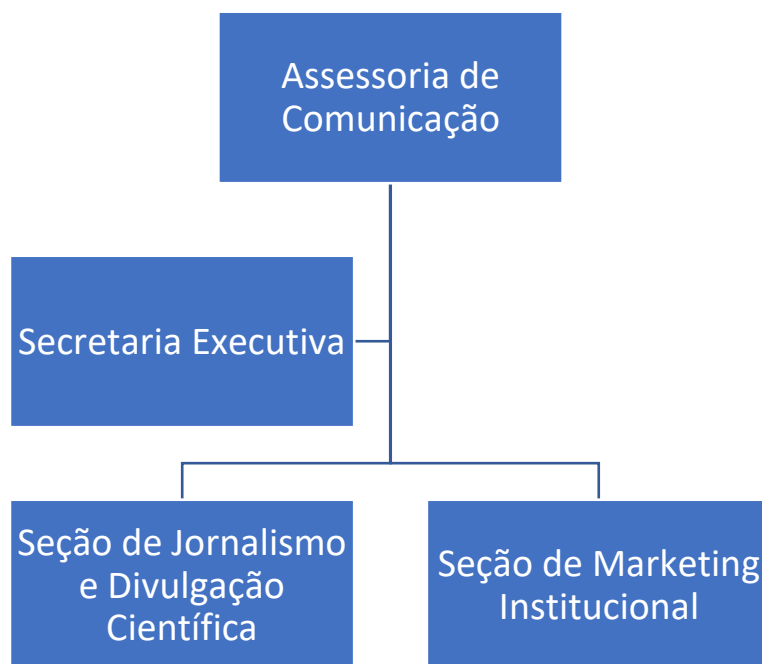 Assessoria de
Comunicação
Secretaria Executiva
Seção de Jornalismo
e Divulgação
Científica
Seção de Marketing
Institucional